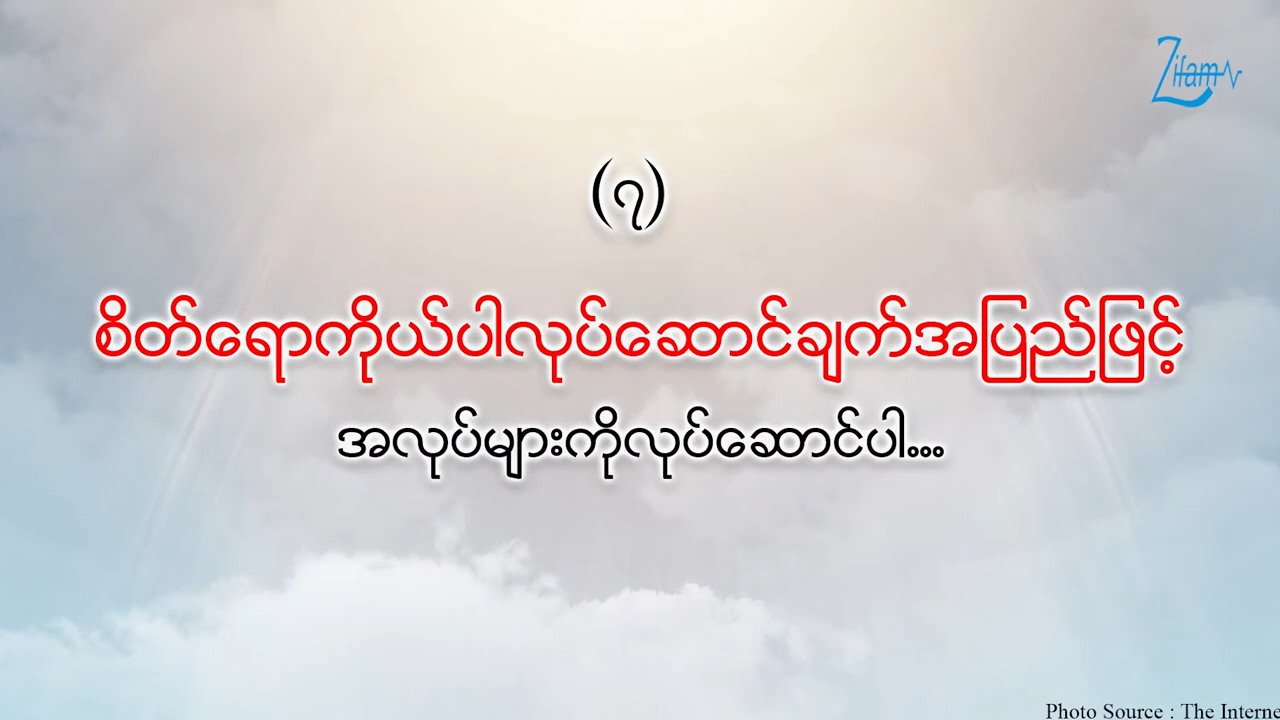 Zifam
(၇)
စိတ်ရောကိုယ်ပါလုပ်ဆောင်ချက်အပြည်ဖြင့်
အလုပ်များကိုလုပ်ဆောင်ပါ...
Photo Source : The Interne